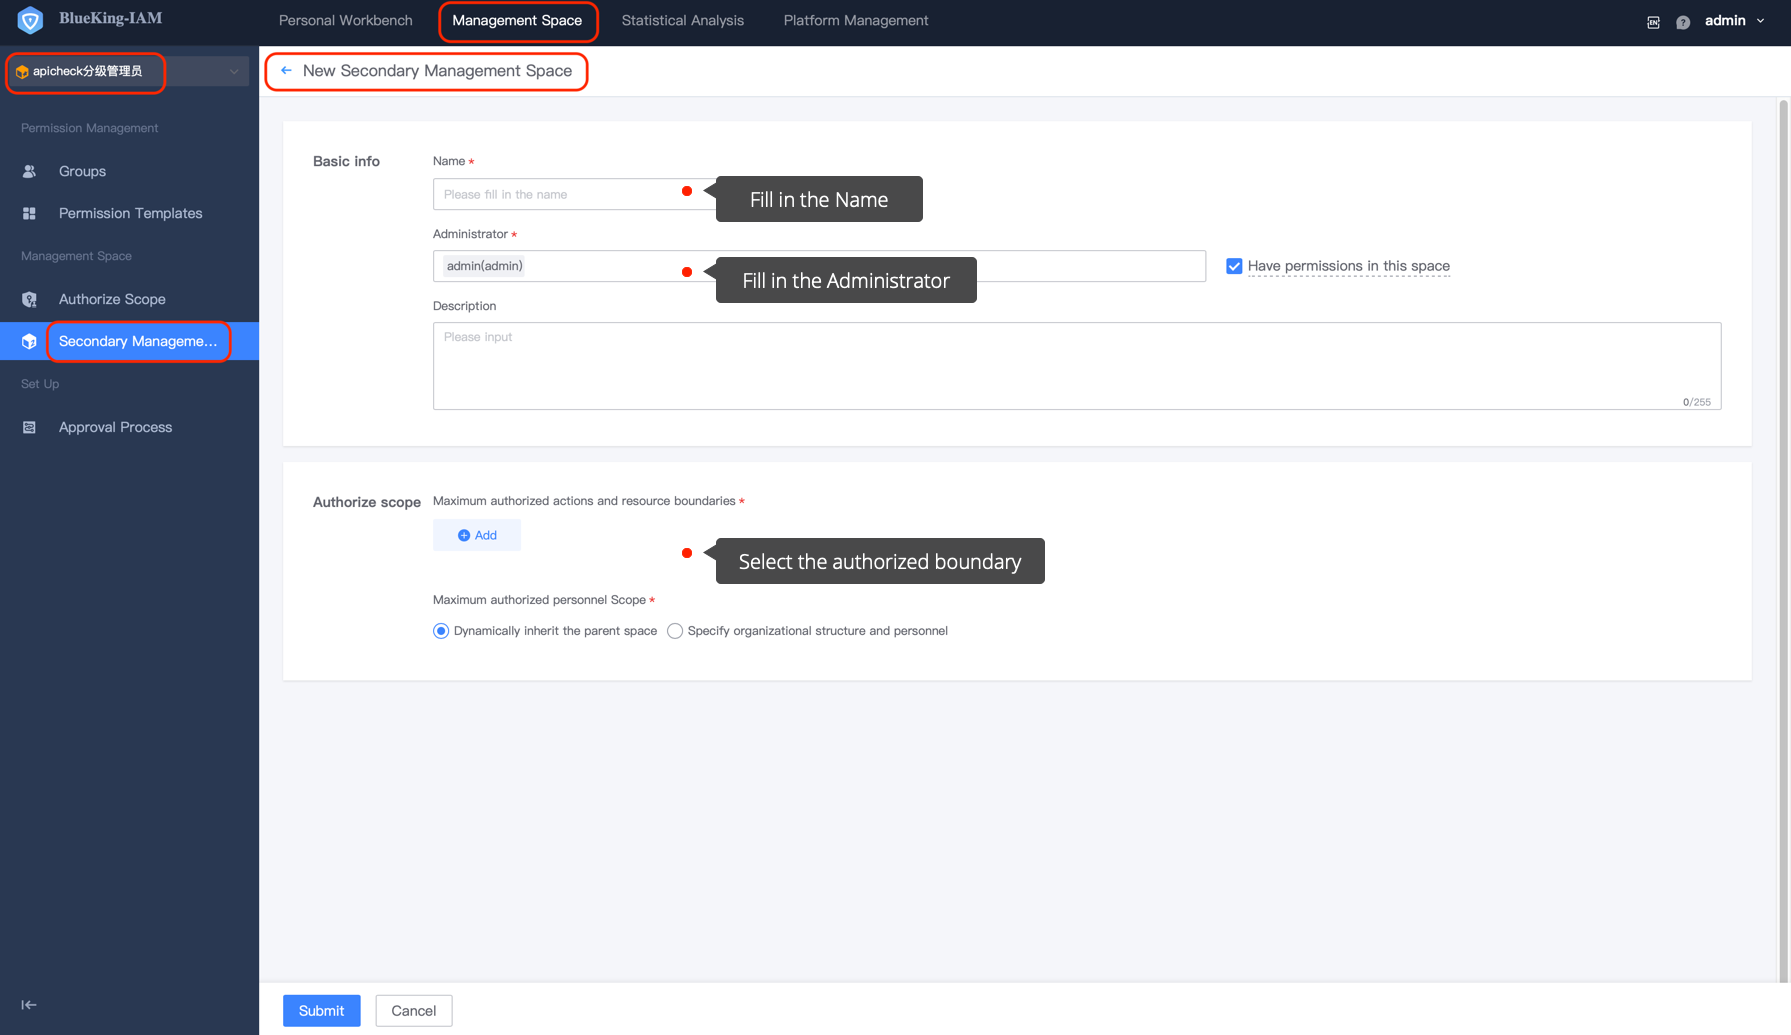 BlueKing-IAM
Personal Workbench
Management Space
Statistical Analysis
Platform Management
EN
?
admin
apicheck分级管理员
Permission Management
Groups
Permission Templates
Management Space
Authorize Scope
Secondary Manageme...
Set Up
Approval Process
New Secondary Management Space
Basic info
Name *
Please fill in the name
Fill in the Name
Administrator *
admin(admin)
Fill in the Administrator
Have permissions in this space
Description
Please input
0/255
Authorize scope
Maximum authorized actions and resource boundaries *
Add
Select the authorized boundary
Maximum authorized personnel Scope *
Dynamically inherit the parent space
Specify organizational structure and personnel
Submit
Cancel